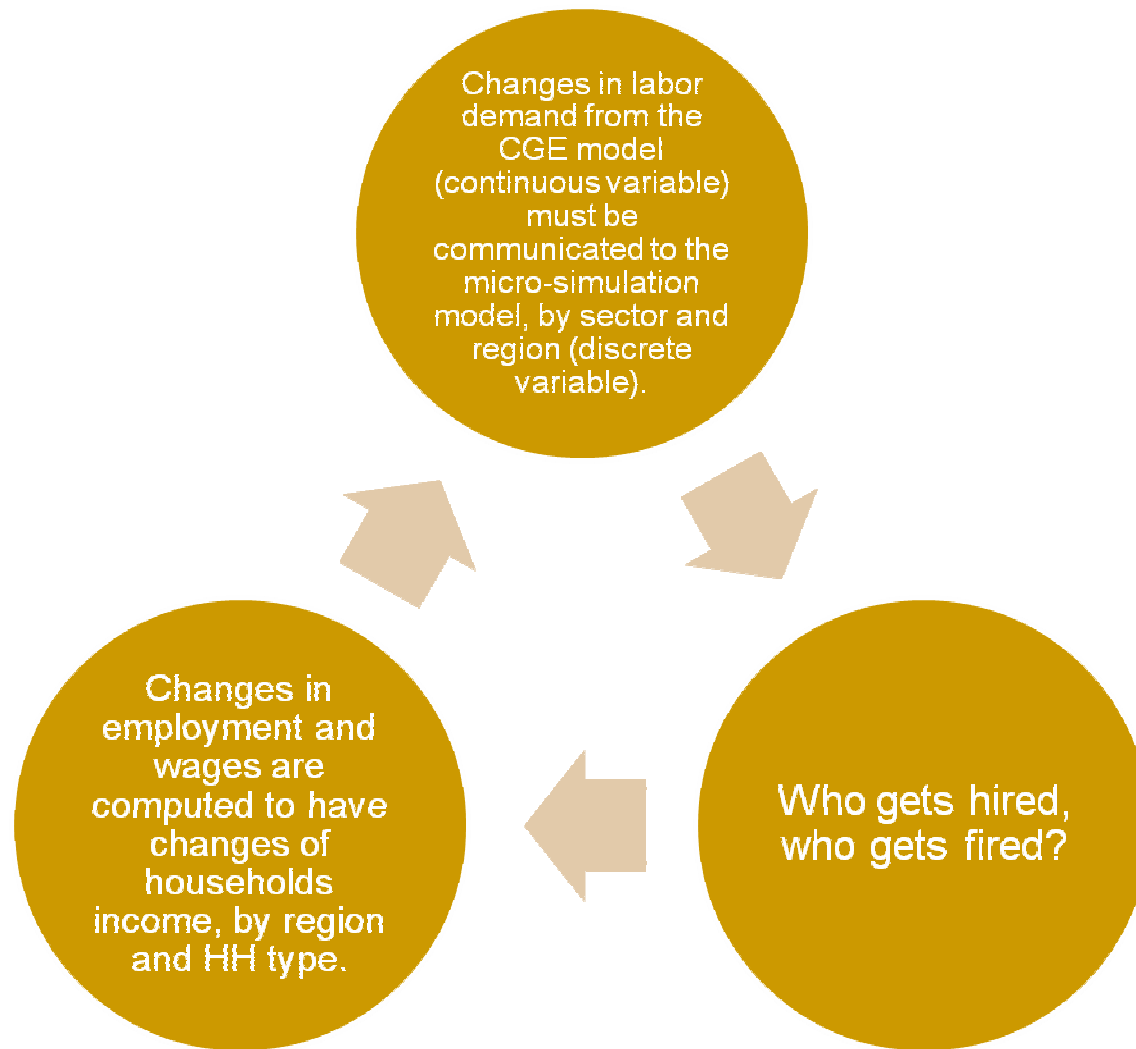 Changes in labor
demand from the
CGE model
(continuous variable)
must be
communicated to the
micro-simulation
model, by sector and
region (discrete
variable).
Who gets hired,
who gets fired?
Changes in
employment and
wages are
computed to have
changes of
households
income, by region
and HH type.